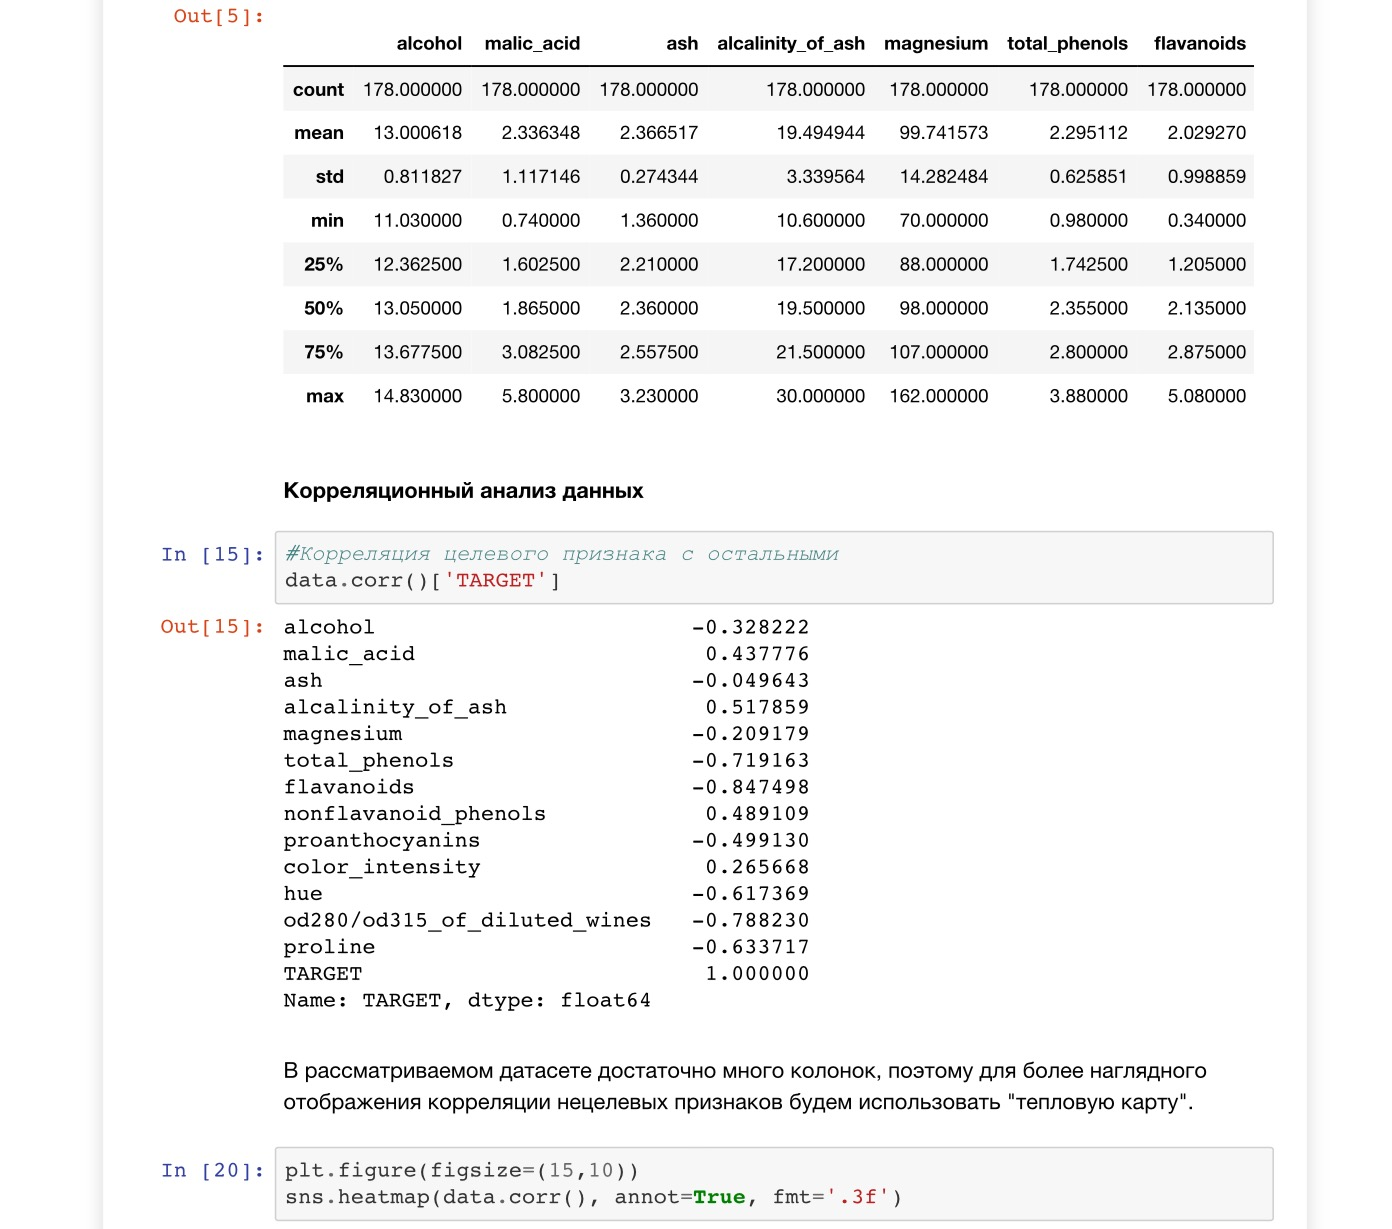 Out[5]:
alcohol malic_acid ash alcalinity_of_ash magnesium total_phenols flavanoids
count 178.000000 178.000000 178.000000 178.000000 178.000000 178.000000 178.000000
mean 13.000618 2.336348 2.366517 19.494944 99.741573 2.295112 2.029270
std 0.811827 1.117146 0.274344 3.339564 14.282484 0.625851 0.998859
min 11.030000 0.740000 1.360000 10.600000 70.000000 0.980000 0.340000
25% 12.362500 1.602500 2.210000 17.200000 88.000000 1.742500 1.205000
50% 13.050000 1.865000 2.360000 19.500000 98.000000 2.355000 2.135000
75% 13.677500 3.082500 2.557500 21.500000 107.000000 2.800000 2.875000
max 14.830000 5.800000 3.230000 30.000000 162.000000 3.880000 5.080000
Корреляционный анализ данных
In [15]: #Корреляция целевого признака с остальными
data.corr()['TARGET']
Out[15]: alcohol -0.328222
malic_acid 0.437776
ash -0.049643
alcalinity_of_ash 0.517859
magnesium -0.209179
total_phenols -0.719163
flavanoids -0.847498
nonflavanoid_phenols 0.489109
proanthocyanins -0.499130
color_intensity 0.265668
hue -0.617369
od280/od315_of_diluted_wines -0.788230
proline -0.633717
TARGET 1.000000
Name: TARGET, dtype: float64
В рассматриваемом датасете достаточно много колонок, поэтому для более наглядного
отображения корреляции нецелевых признаков будем использовать "тепловую карту".
In [20]: plt.figure(figsize=(15,10))
sns.heatmap(data.corr(), annot=True, fmt='.3f')